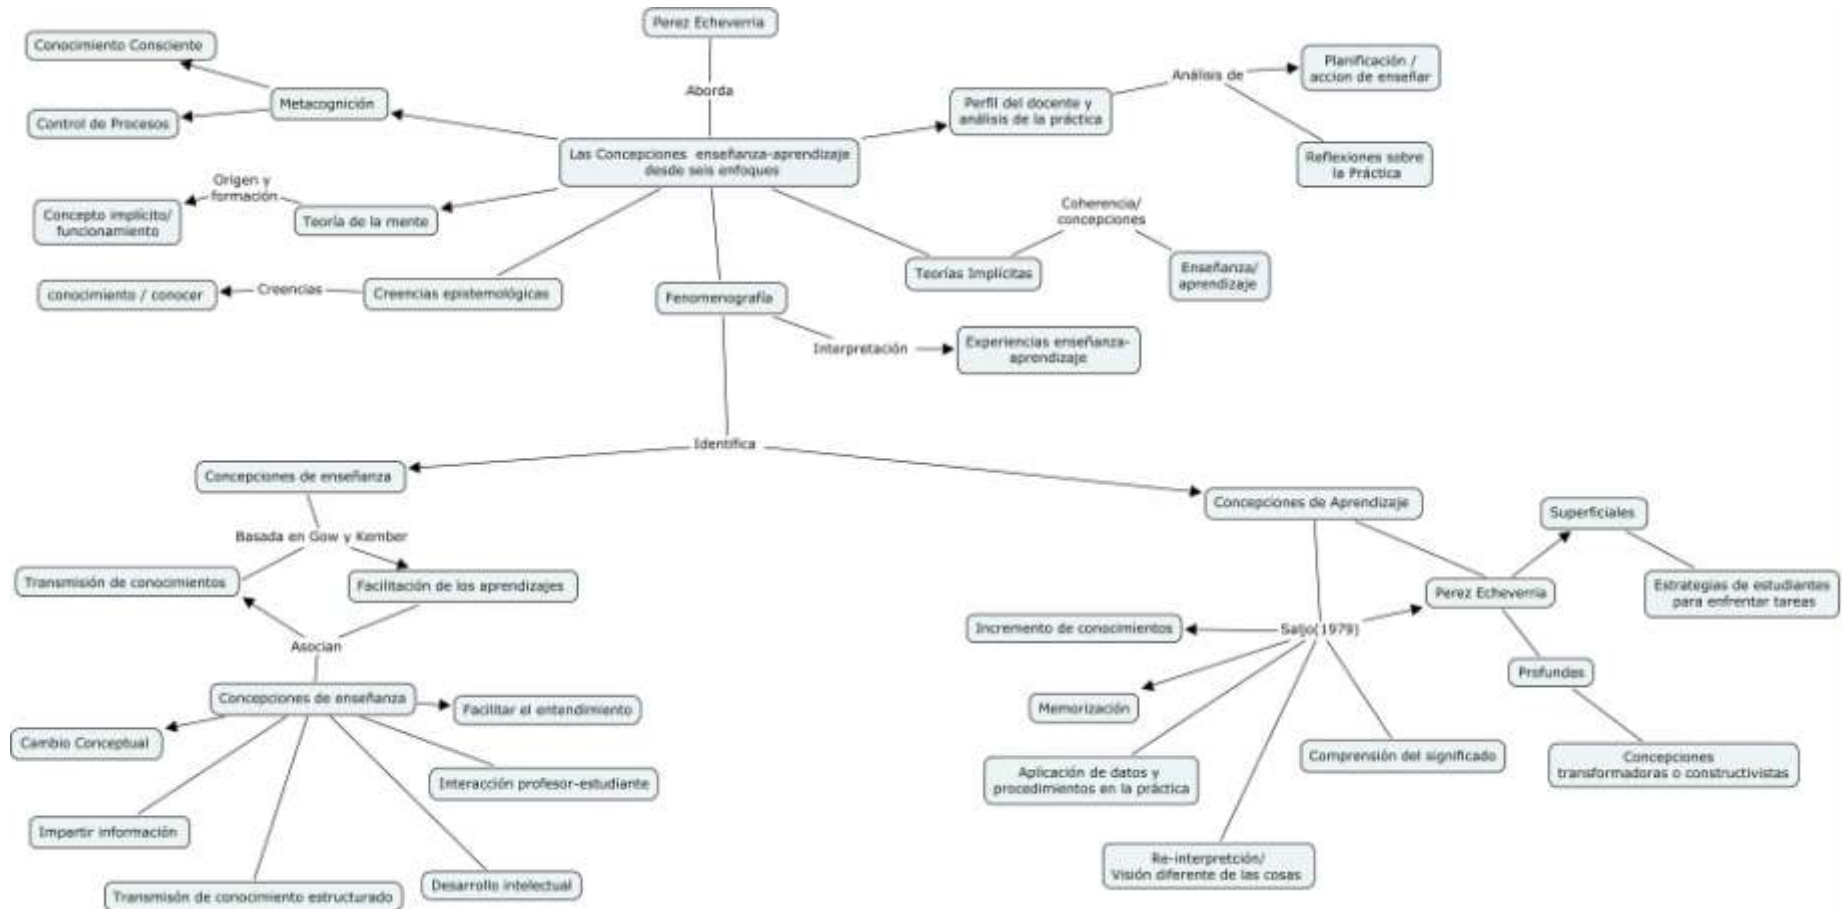 Perez Echeverria
Aborda
Las Concepciones enseñanza-aprendizaje
desde seis enfoques
Metacognición
Conocimiento Consciente
Control de Procesos
Teoría de la mente
Origen y
formación
Concepto implícito/
funcionamiento
Creencias epistemológicas
Creencias
conocimiento / conocer
Fenomenografía
Interpretación
Experiencias enseñanza-
aprendizaje
Teorías Implícitas
Coherencia/
concepciones
Enseñanza/
aprendizaje
Perfil del docente y
análisis de la práctica
Análisis de
Planificación /
accion de enseñar
Reflexiones sobre
la Práctica
Identifica
Concepciones de enseñanza
Basada en Gow y Kember
Transmisión de conocimientos
Facilitación de los aprendizajes
Asocian
Concepciones de enseñanza
Facilitar el entendimiento
Cambio Conceptual
Interacción profesor-estudiante
Impartir información
Transmisón de conocimiento estructurado
Desarrollo intelectual
Concepciones de Aprendizaje
Superficiales
Estrategias de estudiantes
para enfrentar tareas
Perez Echeverria
Profundas
Concepciones
transformadoras o constructivistas
Saljo(1979)
Incremento de conocimientos
Memorización
Aplicación de datos y
procedimientos en la práctica
Re-interpretción/
Visión diferente de las cosas
Comprensión del significado